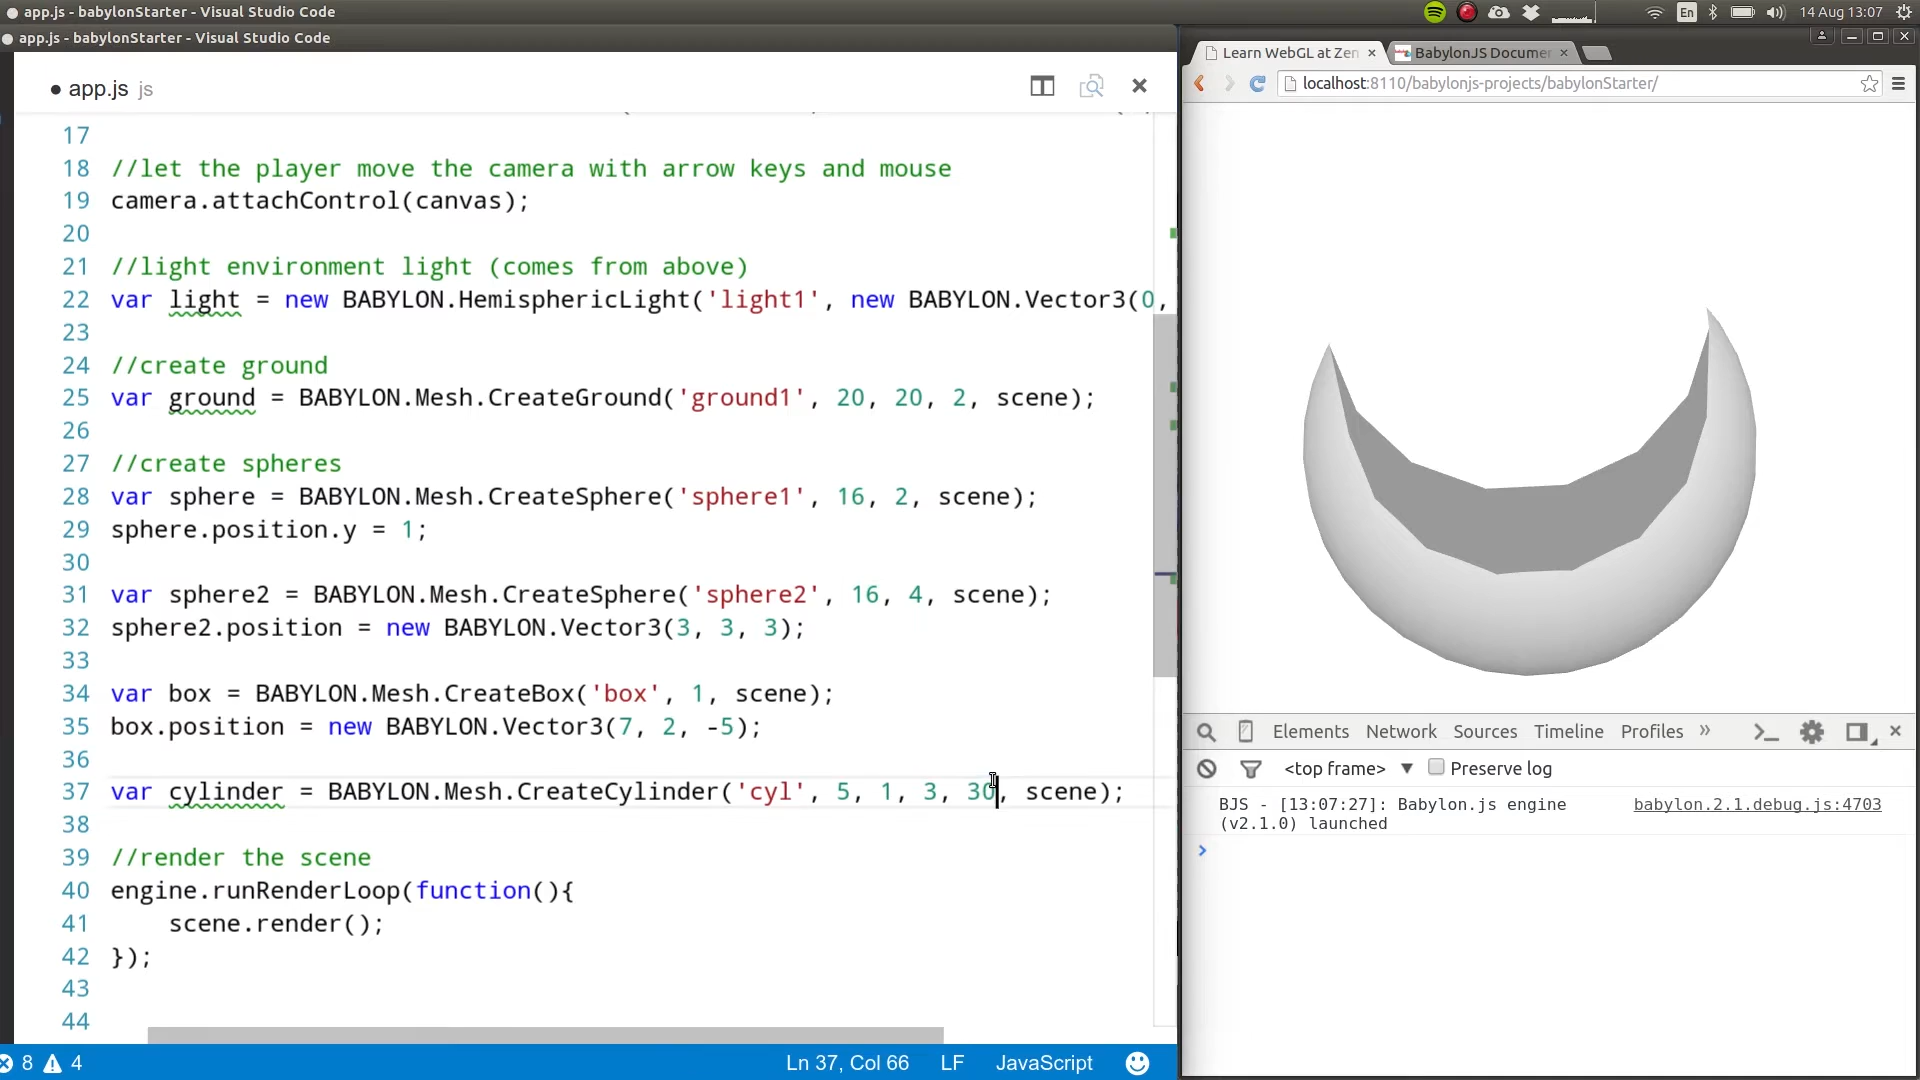 app.js - babylonStarter - Visual Studio Code
En
14 Aug 13:07
app.js - babylonStarter - Visual Studio Code
app.js js
17
18 //let the player move the camera with arrow keys and mouse
19 camera.attachControl(canvas);
20
21 //light environment light (comes from above)
22 var light = new BABYLON.HemisphericLight('light1', new BABYLON.Vector3(0,
23
24 //create ground
25 var ground = BABYLON.Mesh.CreateGround('ground1', 20, 20, 2, scene);
26
27 //create spheres
28 var sphere = BABYLON.Mesh.CreateSphere('sphere1', 16, 2, scene);
29 sphere.position.y = 1;
30
31 var sphere2 = BABYLON.Mesh.CreateSphere('sphere2', 16, 4, scene);
32 sphere2.position = new BABYLON.Vector3(3, 3, 3);
33
34 var box = BABYLON.Mesh.CreateBox('box', 1, scene);
35 box.position = new BABYLON.Vector3(7, 2, -5);
36
37 var cylinder = BABYLON.Mesh.CreateCylinder('cyl', 5, 1, 3, 30, scene);
38
39 //render the scene
40 engine.runRenderLoop(function(){
41 scene.render();
42 });
43
44
8 4
Ln 37, Col 66 LF JavaScript
Learn WebGL at Zen
BabylonJS Documen
localhost:8110/babylonjs-projects/babylonStarter/
Elements Network Sources Timeline Profiles »
<top frame> ▼ Preserve log
BJS - [13:07:27]: Babylon.js engine babylon.2.1.debug.js:4703
(v2.1.0) launched